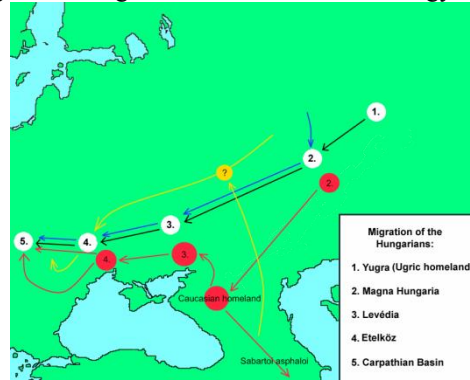 1.
2.
?
2.
3.
5.
4.
3.
4.
Caucasian homeland
Sabartoi asphaloi
Migration of the
Hungarians:
1. Yugra (Ugric homeland
2. Magna Hungaria
3. Levédia
4. Etelköz
5. Carpathian Basin